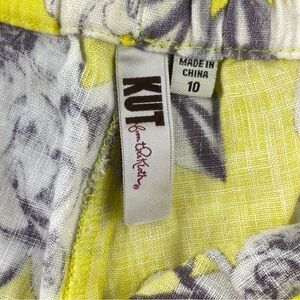 KUT
from the Kloth®
MADE IN
CHINA
10